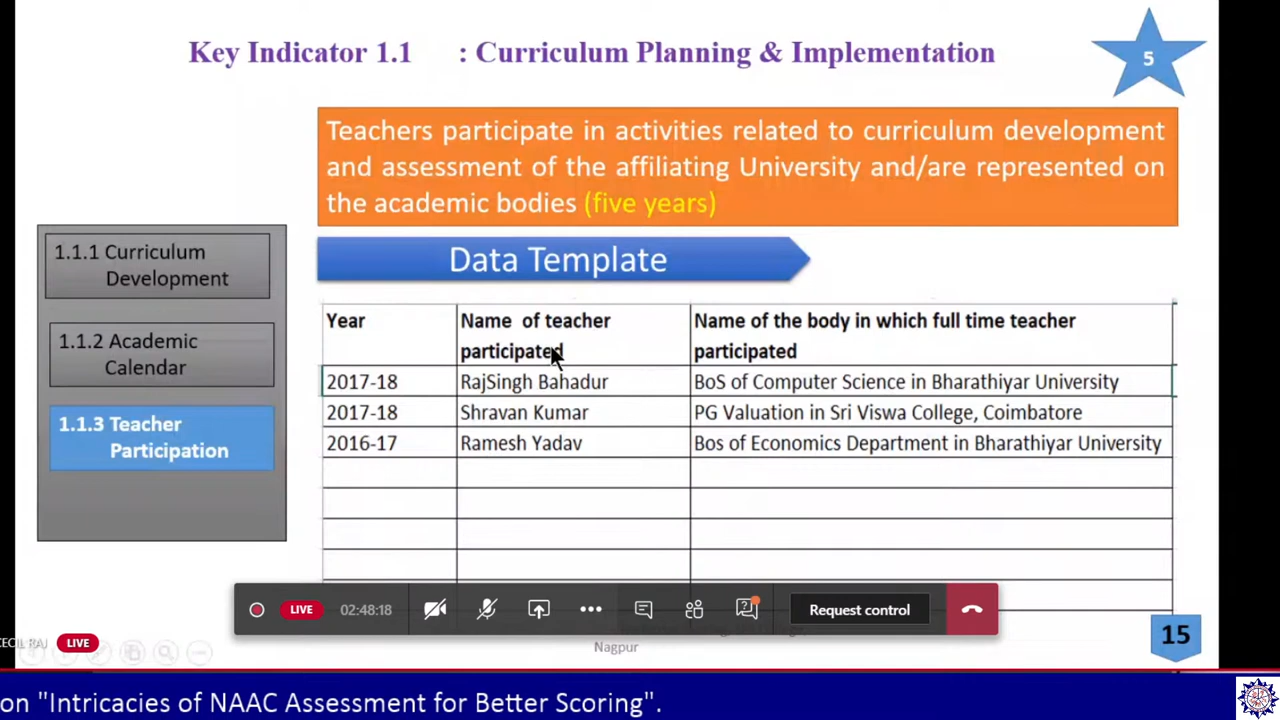 Key Indicator 1.1 : Curriculum Planning & Implementation
5
Teachers participate in activities related to curriculum development
and assessment of the affiliating University and/are represented on
the academic bodies (five years)
1.1.1 Curriculum
Development
1.1.2 Academic
Calendar
1.1.3 Teacher
Participation
Data Template
Year Name of teacher participated Name of the body in which full time teacher participated
2017-18 RajSingh Bahadur BoS of Computer Science in Bharathiyar University
2017-18 Shravan Kumar PG Valuation in Sri Viswa College, Coimbatore
2016-17 Ramesh Yadav Bos of Economics Department in Bharathiyar University
LIVE 02:48:18 Request control
CECIL RAJ LIVE
Nagpur
15
on "Intricacies of NAAC Assessment for Better Scoring".